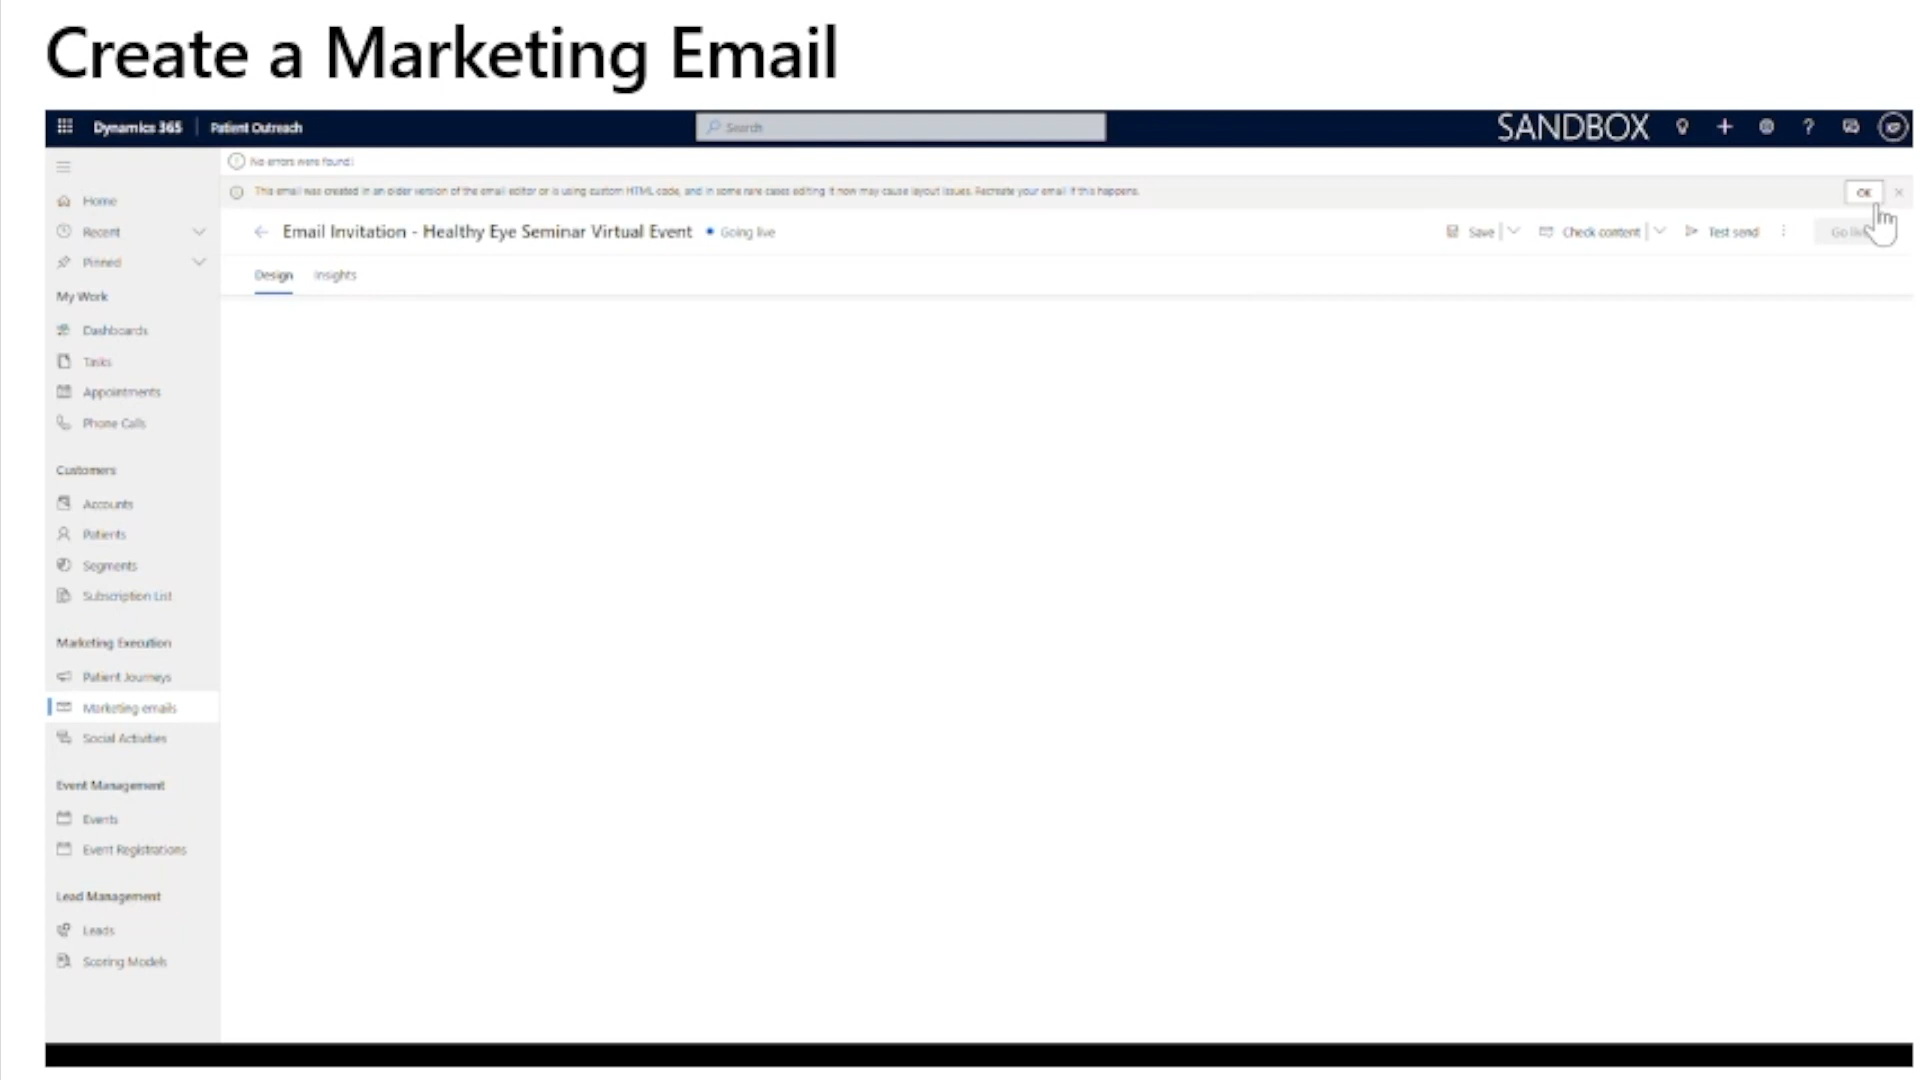 Create a Marketing Email
Dynamics 365 Patient Outreach Search SANDBOX
No errors were found!
This email was created in an older version of the email editor or is using custom HTML code, and in some rare cases editing it now may cause layout issues. Recreate your email if this happens. OK
Email Invitation - Healthy Eye Seminar Virtual Event Going live Save Check content Test send Go
Design Insights
Home
Recent
Pinned
My Work
Dashboards
Tasks
Appointments
Phone Calls
Customers
Accounts
Patients
Segments
Subscription List
Marketing Execution
Patient Journeys
Marketing emails
Social Activities
Event Management
Events
Event Registrations
Lead Management
Leads
Scoring Models